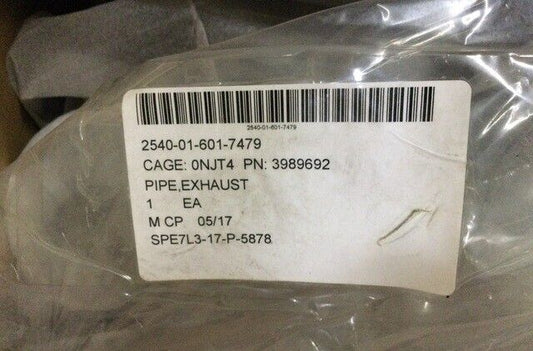 2540-01-601-7479
2540-01-601-7479
CAGE: 0NJT4 PN: 3989692
PIPE,EXHAUST
1 EA
M CP 05/17
SPE7L3-17-P-5878